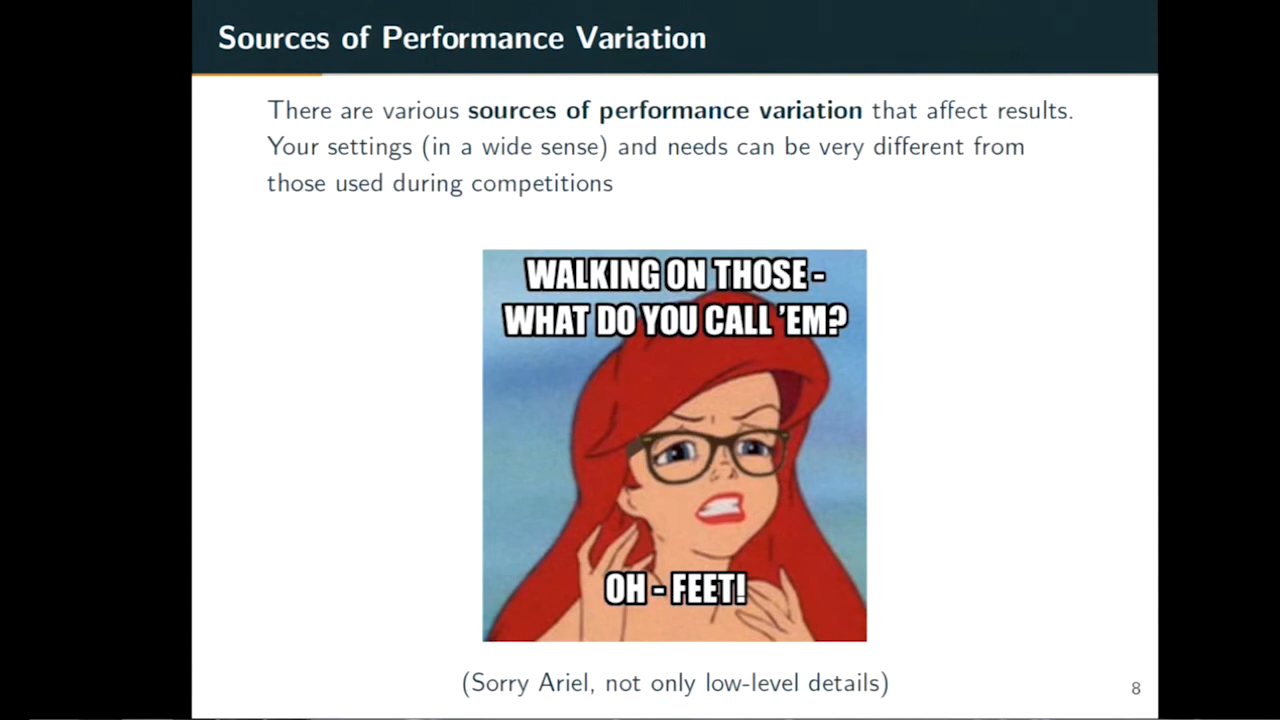 Sources of Performance Variation
There are various sources of performance variation that affect results.
Your settings (in a wide sense) and needs can be very different from
those used during competitions
WALKING ON THOSE -
WHAT DO YOU CALL 'EM?
OH - FEET!
(Sorry Ariel, not only low-level details)
8